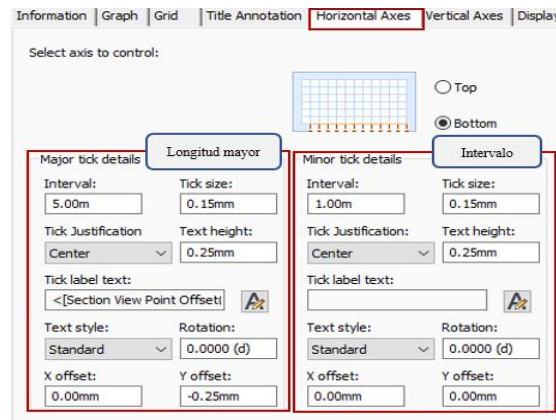 Information Graph Grid Title Annotation Horizontal Axes Vertical Axes Display
Select axis to control:
Top
Bottom
Major tick details Longitud mayor Minor tick details Intervalo
Interval: Tick size: Interval: Tick size:
5.00m 0.15mm 1.00m 0.15mm
Tick Justification Text height: Tick Justification: Text height:
Center 0.25mm Center 0.25mm
Tick label text: Tick label text:
<[Section View Point Offset(
Text style: Rotation: Text style: Rotation:
Standard 0.0000 (d) Standard 0.0000 (d)
X offset: Y offset: X offset: Y offset:
0.00mm -0.25mm 0.00mm 0.00mm